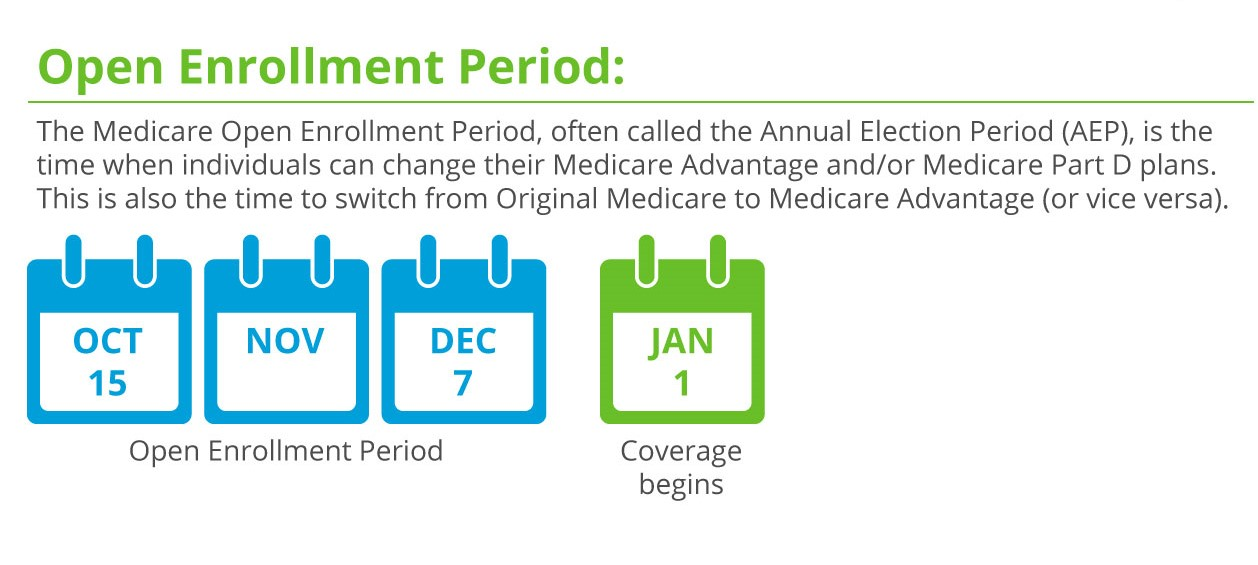 Open Enrollment Period:
The Medicare Open Enrollment Period, often called the Annual Election Period (AEP), is the
time when individuals can change their Medicare Advantage and/or Medicare Part D plans.
This is also the time to switch from Original Medicare to Medicare Advantage (or vice versa).
OCT
15
NOV
DEC
7
JAN
1
Open Enrollment Period
Coverage
begins